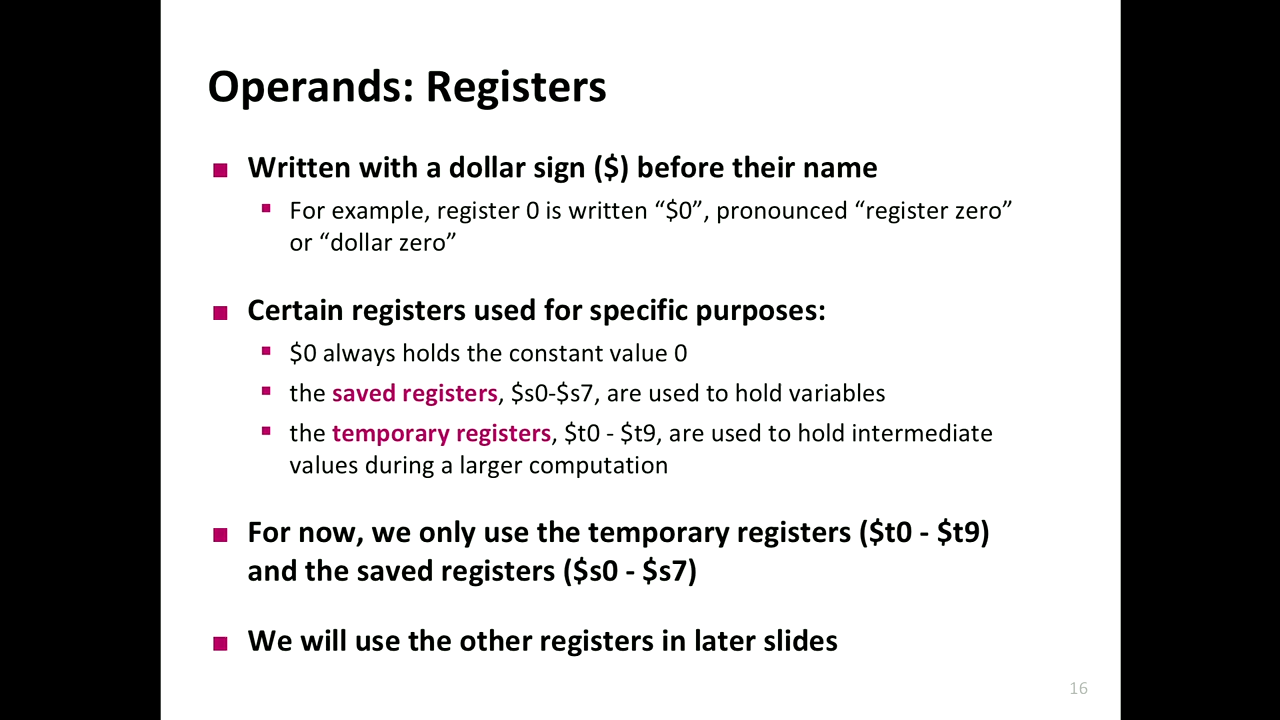 Operands: Registers
Written with a dollar sign ($) before their name
For example, register 0 is written “$0”, pronounced “register zero”
or “dollar zero”
Certain registers used for specific purposes:
$0 always holds the constant value 0
the saved registers, $s0-$s7, are used to hold variables
the temporary registers, $t0 - $t9, are used to hold intermediate
values during a larger computation
For now, we only use the temporary registers ($t0 - $t9)
and the saved registers ($s0 - $s7)
We will use the other registers in later slides
16